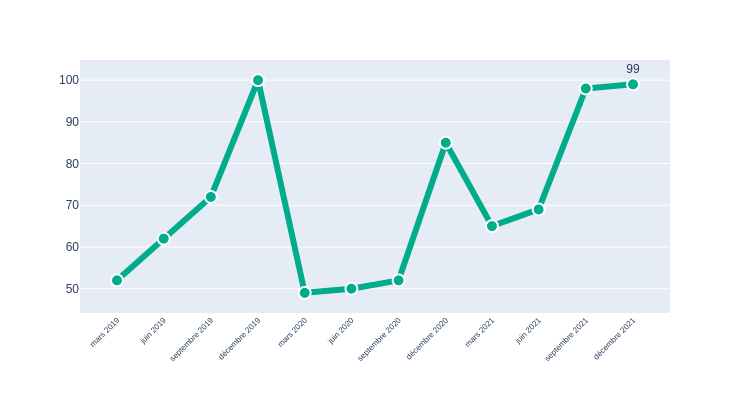 99
100
90
80
70
60
50
mars 2019
juin 2019
septembre 2019
décembre 2019
mars 2020
juin 2020
septembre 2020
décembre 2020
mars 2021
juin 2021
septembre 2021
décembre 2021